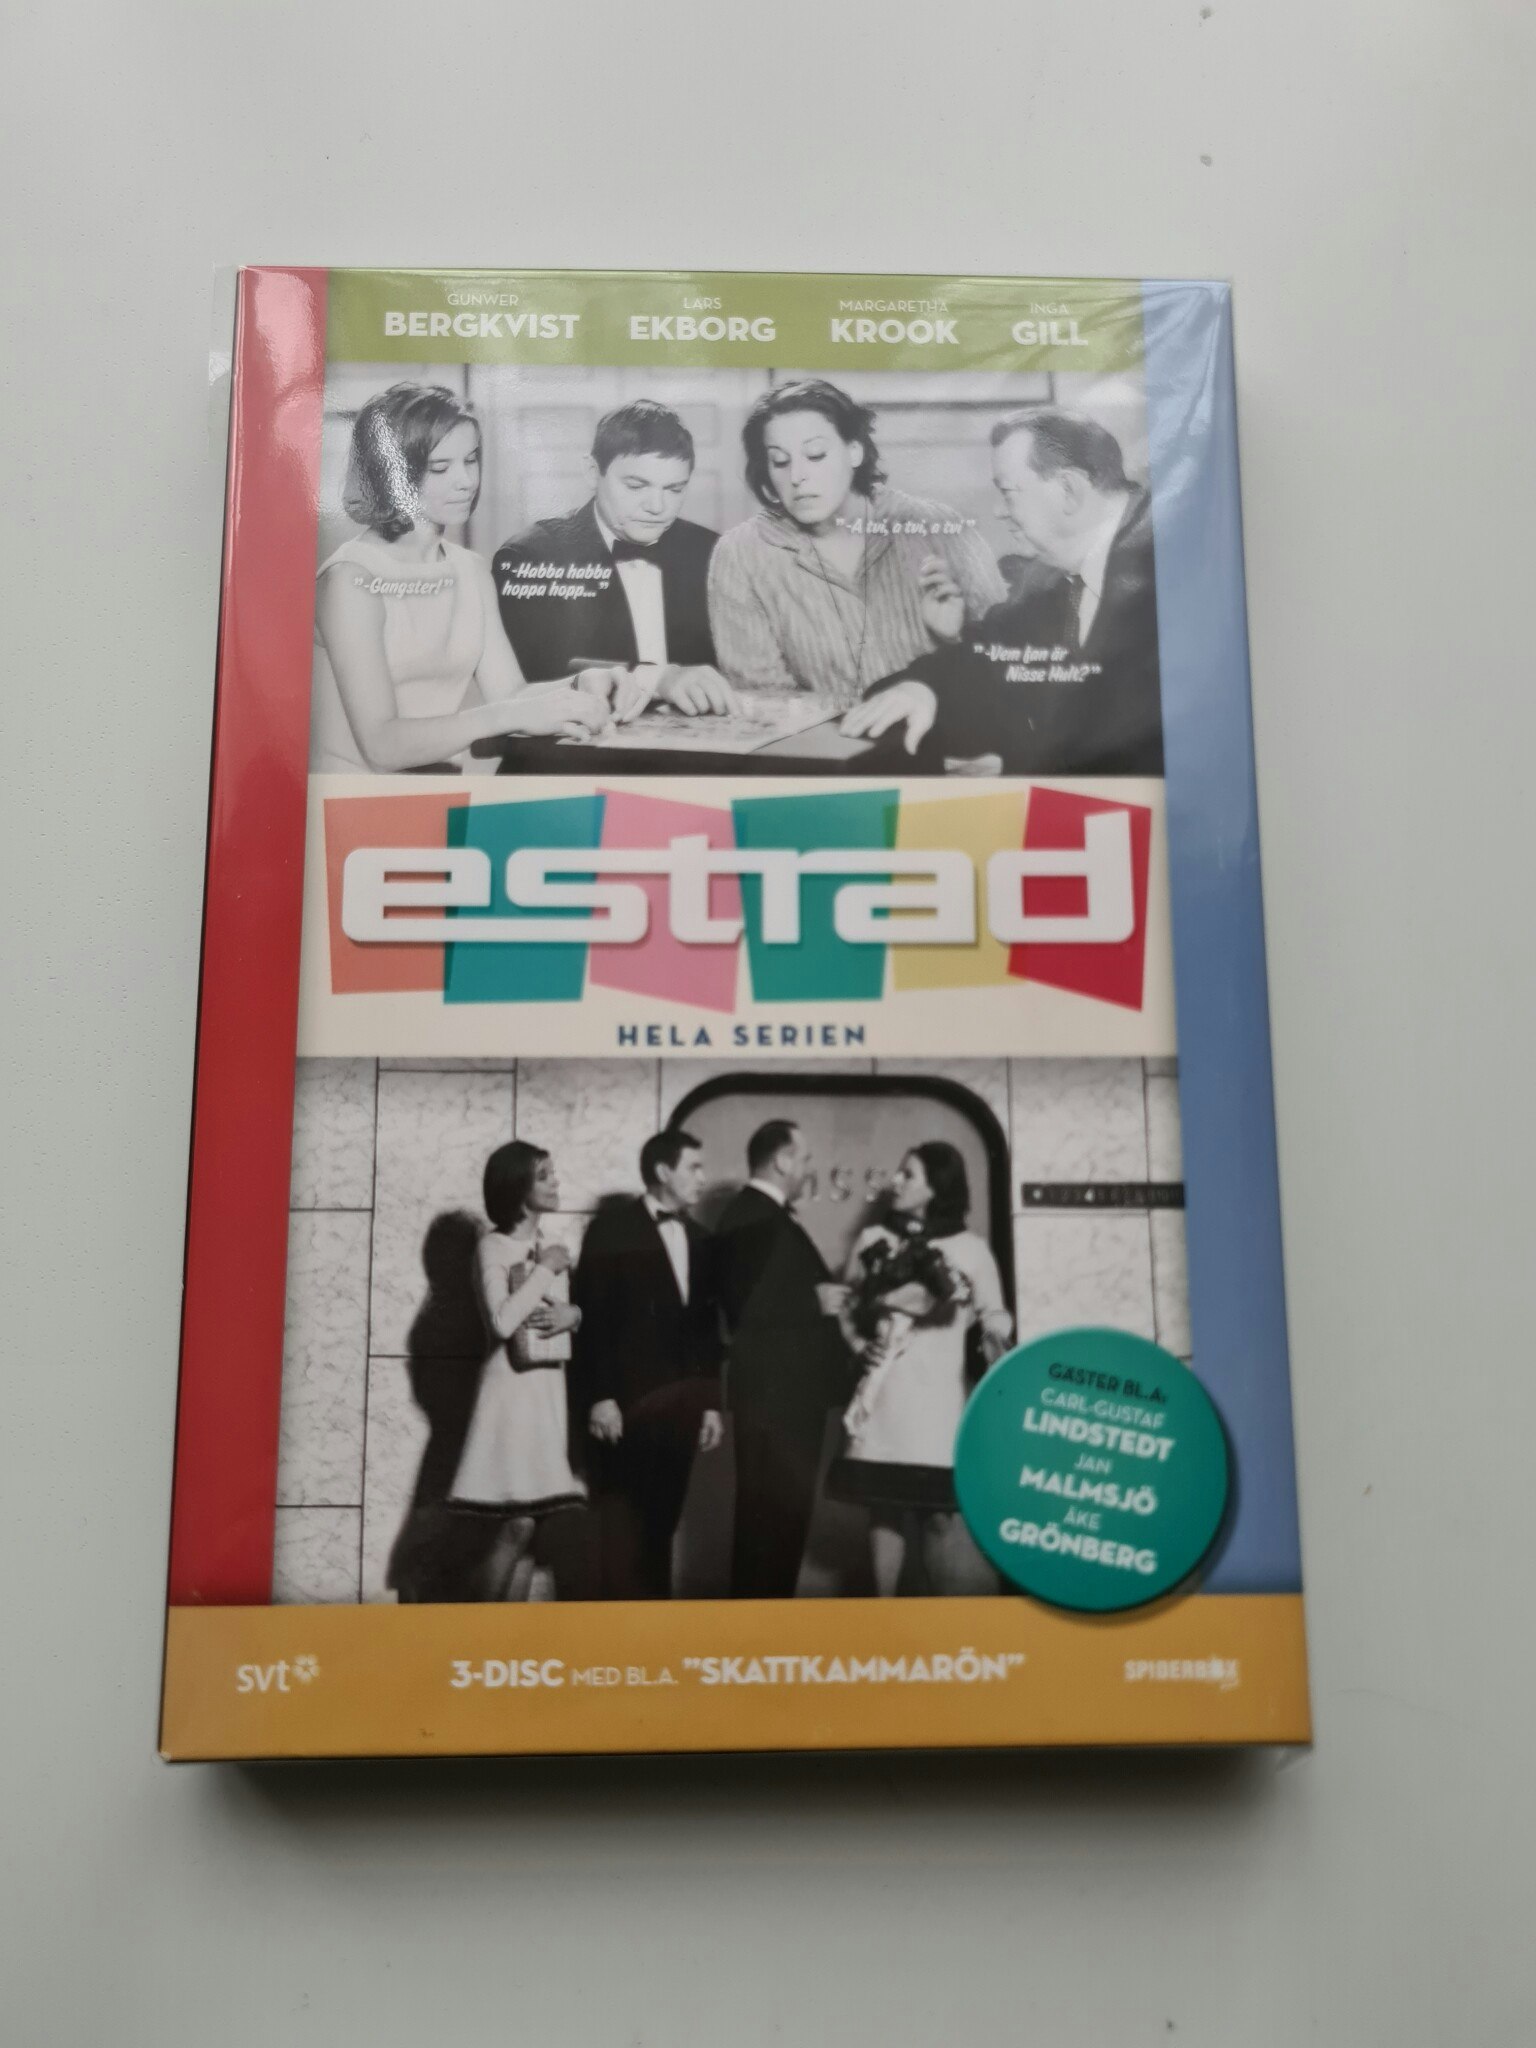 GUNWER
BERGKVIST
LARS
EKBORG
MARGARETHA
KROOK
INGA
GILL
"-Gangster!"
"-Habba habba
hoppa hopp..."
"-A tvi, a tvi, a tvi"
"-Vem fan är
Nisse Hult?"
estrad
HELA SERIEN
GÄSTER BL.A.
CARL-GUSTAF
LINDSTEDT
JAN
MALMSJÖ
ÅKE
GRÖNBERG
svt
3-DISC MED BL.A. "SKATTKAMMARÖN"
SPIDERBOX